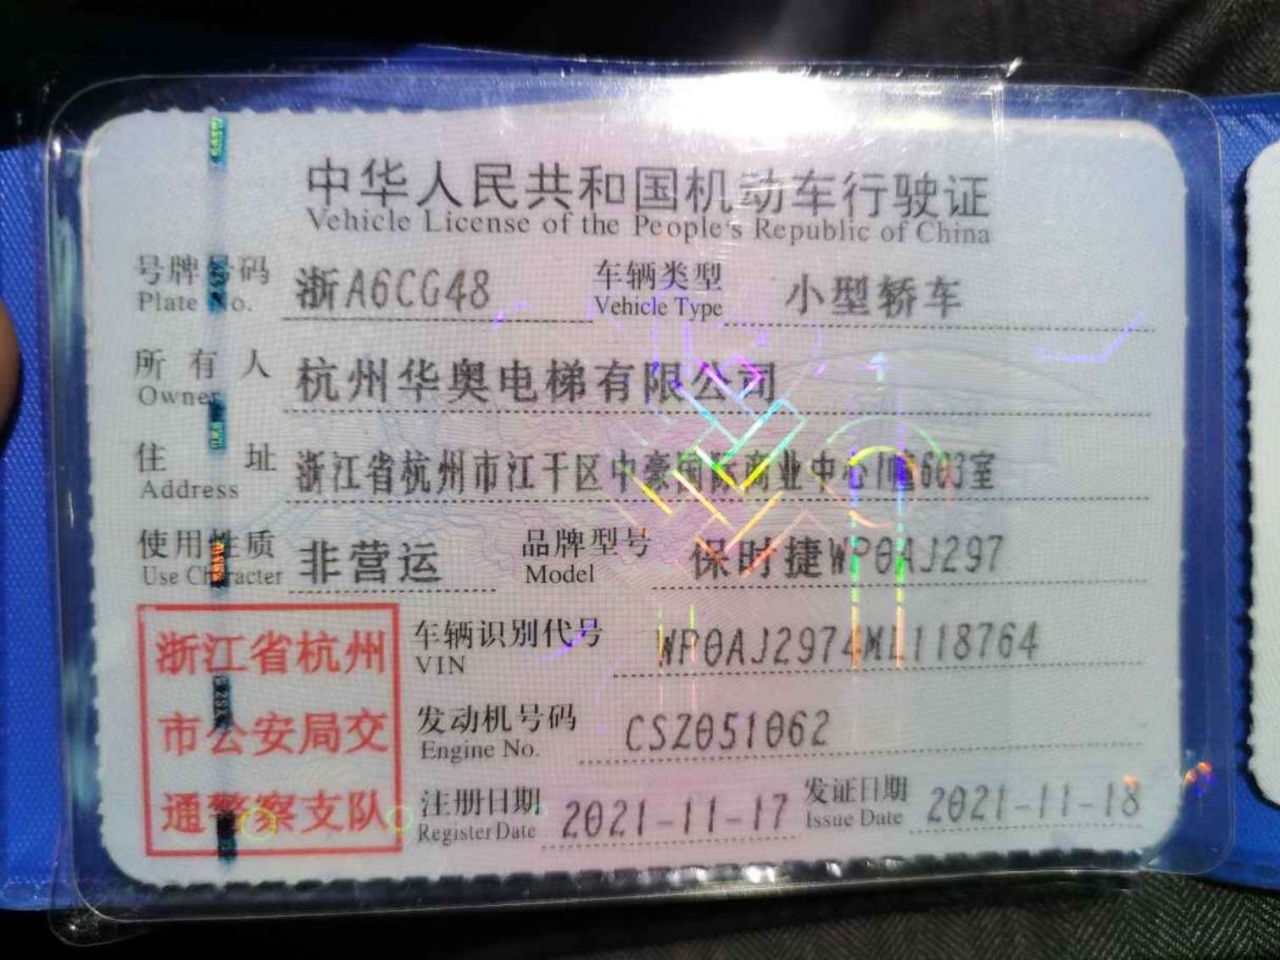 中华人民共和国机动车行驶证
Vehicle License of the People's Republic of China
号牌号码 浙A6CG48 车辆类型 小型轿车
Plate No. Vehicle Type
所有人 杭州华奥电梯有限公司
Owner
住址 浙江省杭州市江干区中豪国际商业中心1幢603室
Address
使用性质 非营运 品牌型号 保时捷WP0AJ297
Use Character Model
浙江省杭州
市公安局交
通警察支队
车辆识别代号 WP0AJ2974ML118764
VIN
发动机号码 CSZ051062
Engine No.
注册日期 2021-11-17 发证日期 2021-11-18
Register Date Issue Date